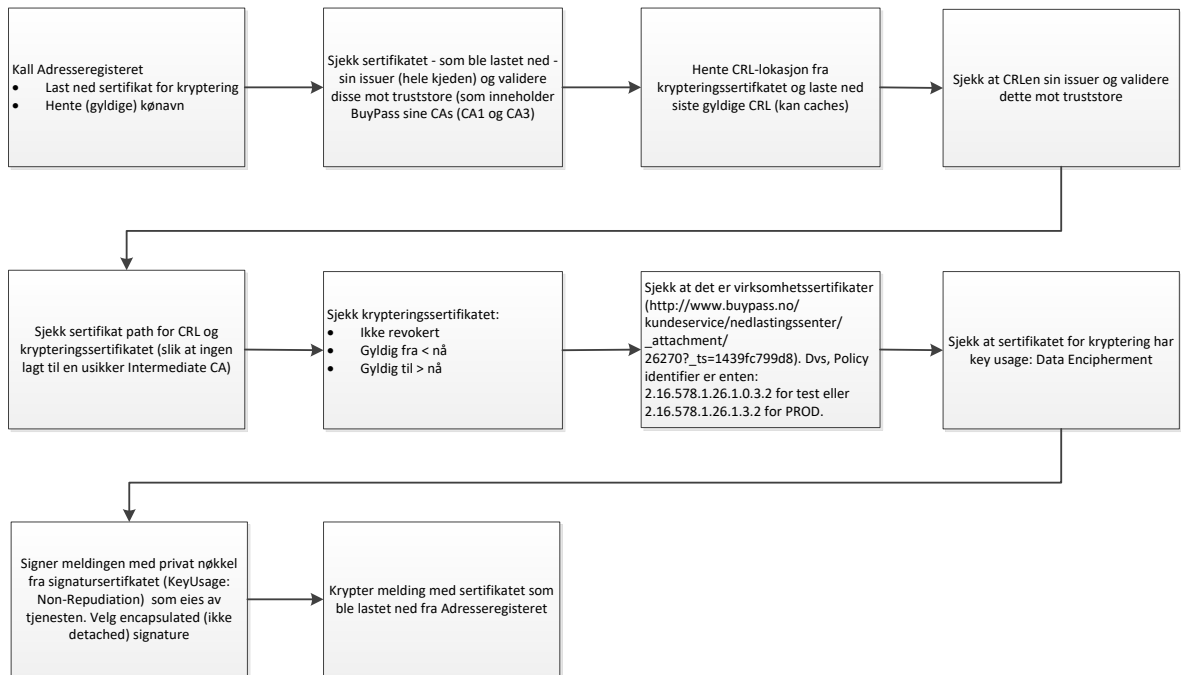 Kall Adresseregisteret
• Last ned sertifikat for kryptering
• Hente (gyldige) kønavn
Sjekk sertifikatet - som ble lastet ned -
sin issuer (hele kjeden) og validere
disse mot truststore (som inneholder
BuyPass sine CAs (CA1 og CA3)
Hente CRL-lokasjon fra
krypteringssertifkatet og laste ned
siste gyldige CRL (kan caches)
Sjekk at CRLen sin issuer og validere
dette mot truststore
Sjekk sertifikat path for CRL og
krypteringssertifikatet (slik at ingen
lagt til en usikker Intermediate CA)
Sjekk krypteringssertifikatet:
• Ikke revokert
• Gyldig fra < nå
• Gyldig til > nå
Sjekk at det er virksomhetssertifikater
(http://www.buypass.no/
kundeservice/nedlastingssenter/
_attachment/
26270?_ts=1439fc799d8). Dvs, Policy
identifier er enten:
2.16.578.1.26.1.0.3.2 for test eller
2.16.578.1.26.1.3.2 for PROD.
Sjekk at sertifikatet for kryptering har
key usage: Data Encipherment
Signer meldingen med privat nøkkel
fra signatursertifkatet (KeyUsage:
Non-Repudiation) som eies av
tjenesten. Velg encapsulated (ikke
detached) signature
Krypter melding med sertifikatet som
ble lastet ned fra Adresseregisteret